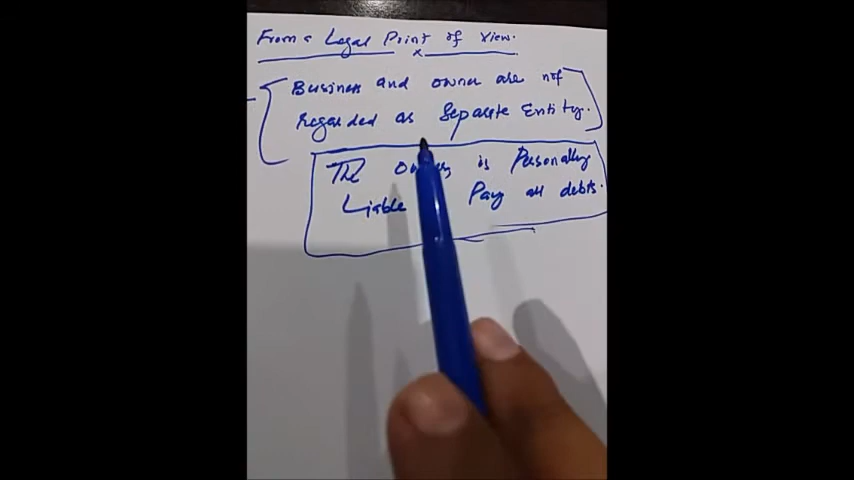 From a Legal Point of view.
x
Business and owner are not
regarded as Separate Entity.
The owner is Personally
Liable Pay all debts.